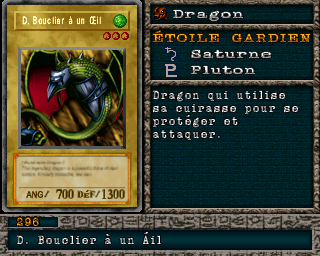 D. Bouclier à un Œil
ANG/ 700 DÉF/1300
Dragon
ÉTOILE GARDIEN
Saturne
Pluton
Dragon qui utilise
sa cuirasse pour se
protéger et
attaquer.
296
D. Bouclier à un Áil